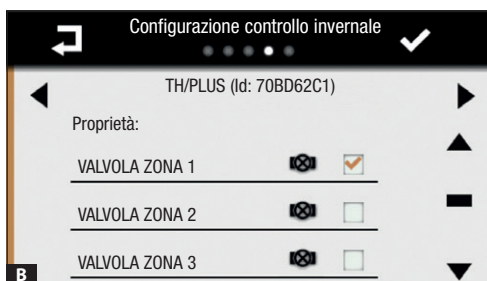 Configurazione controllo invernale
TH/PLUS (Id: 70BD62C1)
Proprietà:
VALVOLA ZONA 1
VALVOLA ZONA 2
VALVOLA ZONA 3
B